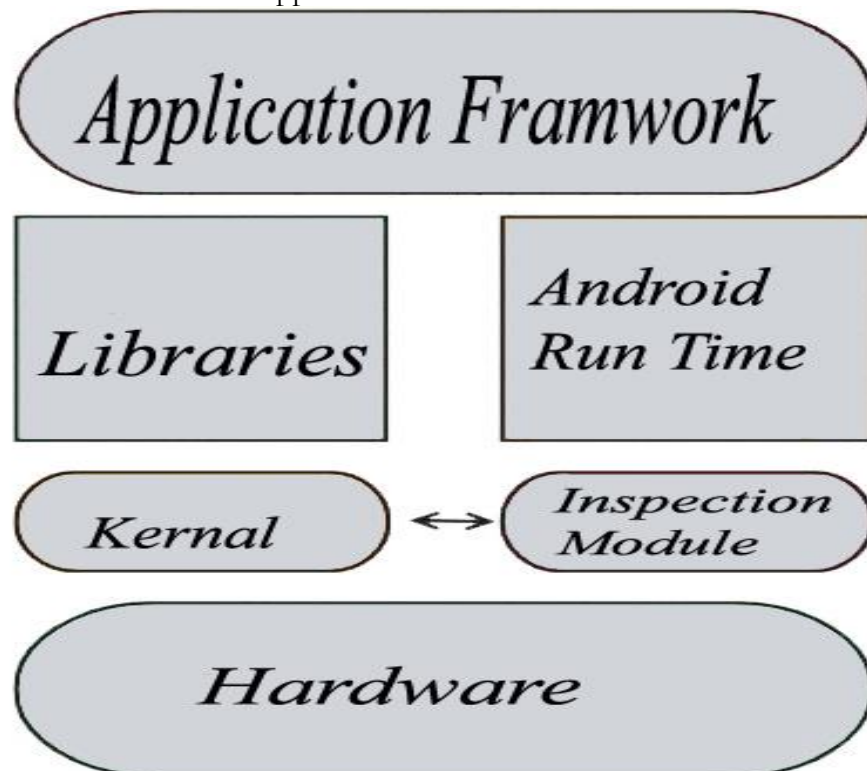 Application Framwork
Libraries
Android
Run Time
Kernal
Inspection
Module
Hardware